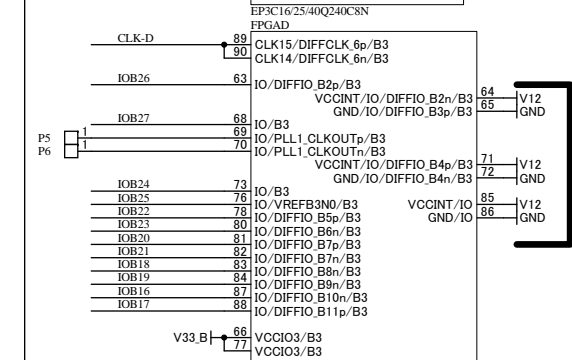 EP3C16/25/40Q240C8N
FPGAD
CLK-D 89 CLK15/DIFFCLK_6p/B3
90 CLK14/DIFFCLK_6n/B3
IOB26 63 IO/DIFFIO_B2p/B3
VCCINT/IO/DIFFIO_B2n/B3 64 V12
GND/IO/DIFFIO_B3p/B3 65 GND
IOB27 68 IO/B3
P5 1 69 IO/PLL1_CLKOUTp/B3
P6 1 70 IO/PLL1_CLKOUTn/B3
VCCINT/IO/DIFFIO_B4p/B3 71 V12
GND/IO/DIFFIO_B4n/B3 72 GND
IOB24 73 IO/B3
IOB25 76 IO/VREFB3N0/B3 VCCINT/IO 85 V12
IOB22 78 IO/DIFFIO_B5p/B3 GND/IO 86 GND
IOB23 80 IO/DIFFIO_B6n/B3
IOB20 81 IO/DIFFIO_B7p/B3
IOB21 82 IO/DIFFIO_B7n/B3
IOB18 83 IO/DIFFIO_B8n/B3
IOB19 84 IO/DIFFIO_B9n/B3
IOB16 87 IO/DIFFIO_B10n/B3
IOB17 88 IO/DIFFIO_B11p/B3
V33_B 66 VCCIO3/B3
77 VCCIO3/B3